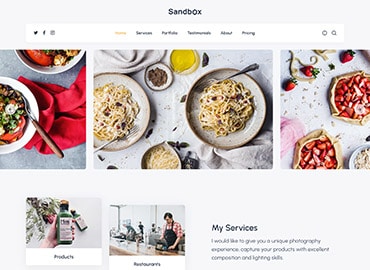 Sandbox
Home Services Portfolio Testimonials About Pricing
My Services
I would like to give you a unique photography
experience, capture your products with excellent
composition and lighting skills.
Products
Restaurants